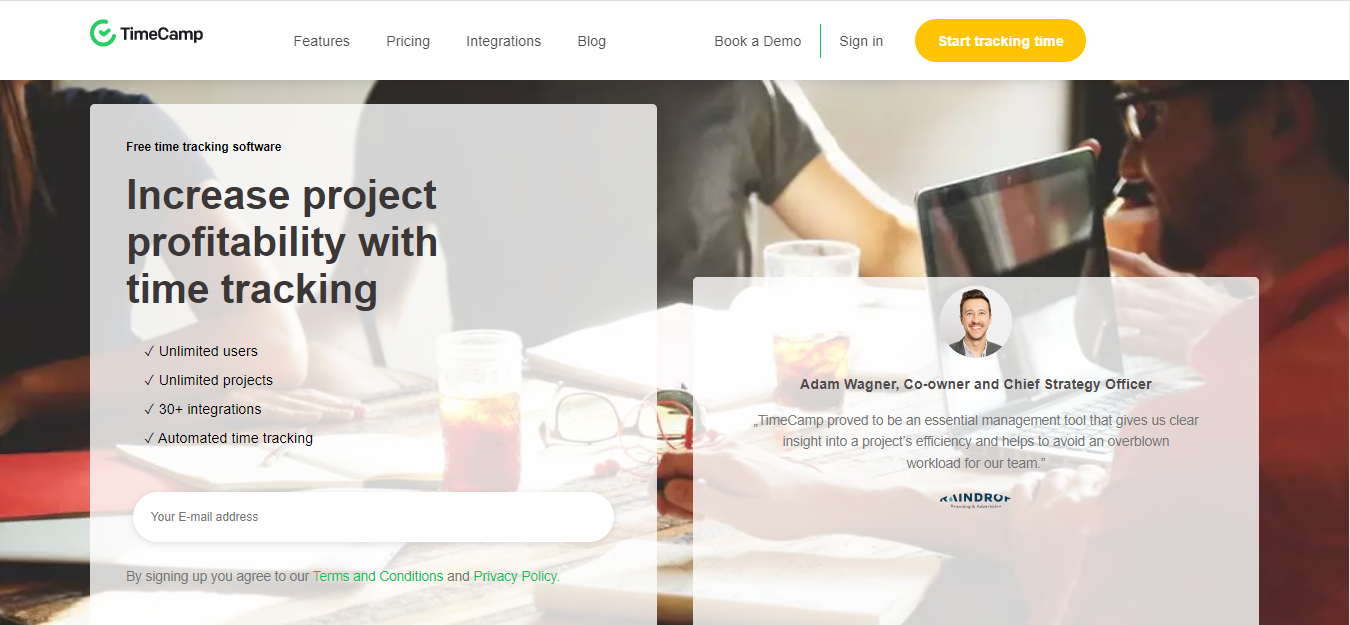 TimeCamp
Features
Pricing
Integrations
Blog
Book a Demo
Sign in
Start tracking time
Free time tracking software
Increase project
profitability with
time tracking
✓ Unlimited users
✓ Unlimited projects
✓ 30+ integrations
✓ Automated time tracking
Your E-mail address
By signing up you agree to our Terms and Conditions and Privacy Policy.
Adam Wagner, Co-owner and Chief Strategy Officer
„TimeCamp proved to be an essential management tool that gives us clear
insight into a project's efficiency and helps to avoid an overblown
workload for our team.”
RAINDROP
Branding & Advertising